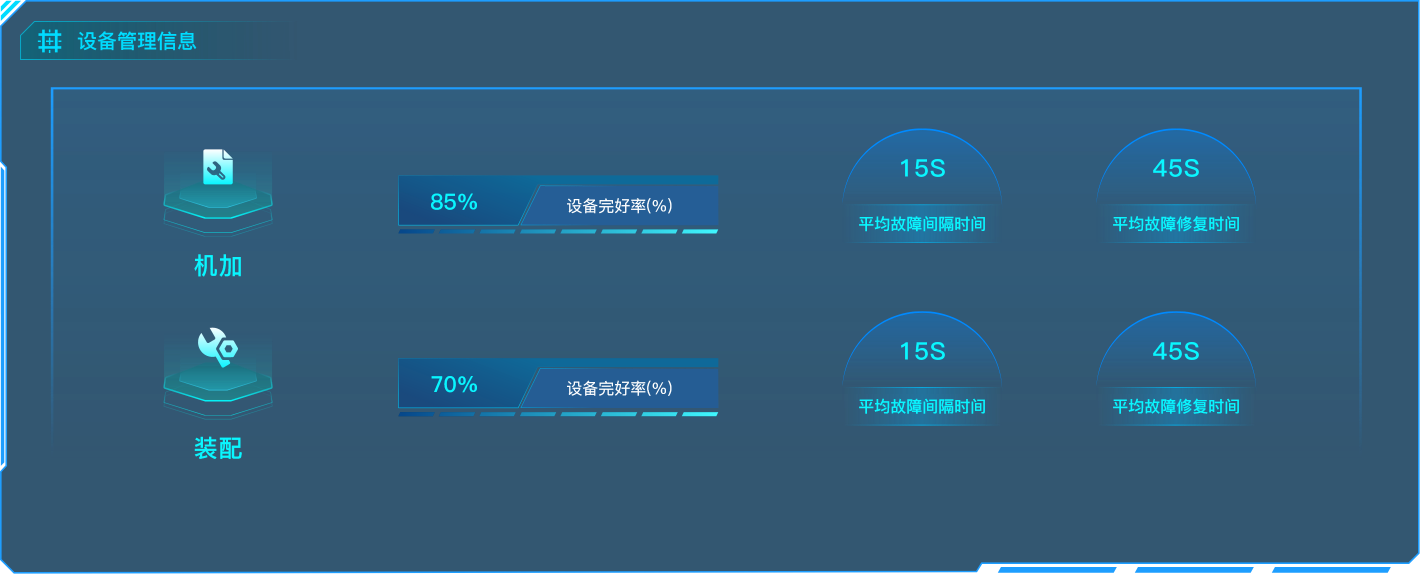 设备管理信息
85%
设备完好率(%)
15S
平均故障间隔时间
45S
平均故障修复时间
机加
70%
设备完好率(%)
15S
平均故障间隔时间
45S
平均故障修复时间
装配